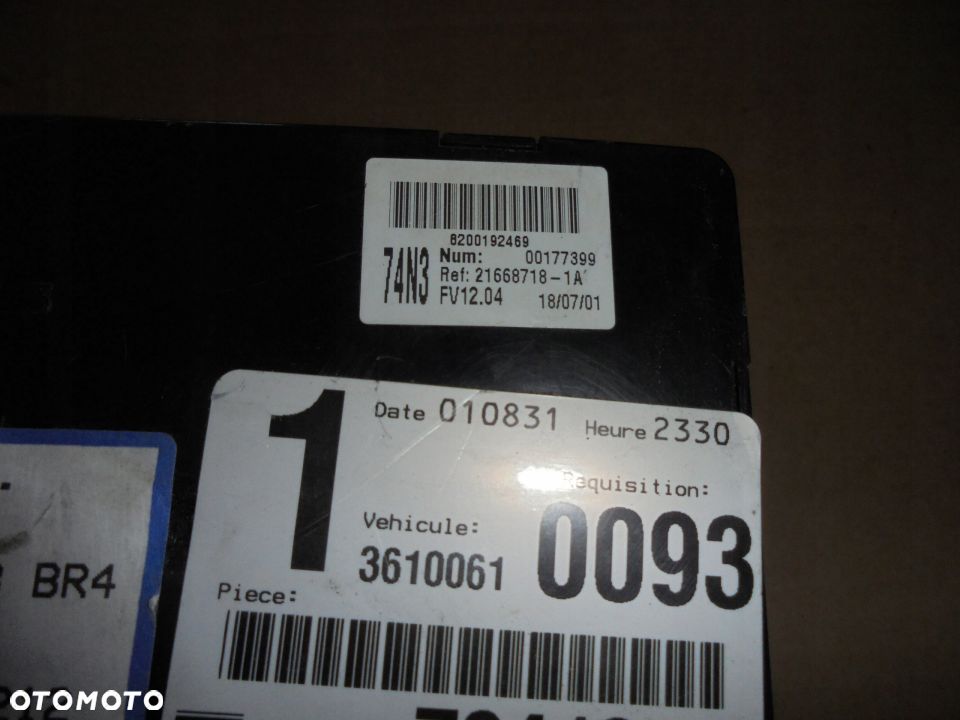 8200192469
74N3
Num: 00177399
Ref: 21668718-1A
FV12.04 18/07/01
1
Date 010831 Heure 2330
Requisition:
0093
Vehicule:
3610061
Piece:
BR4
OTOMOTO